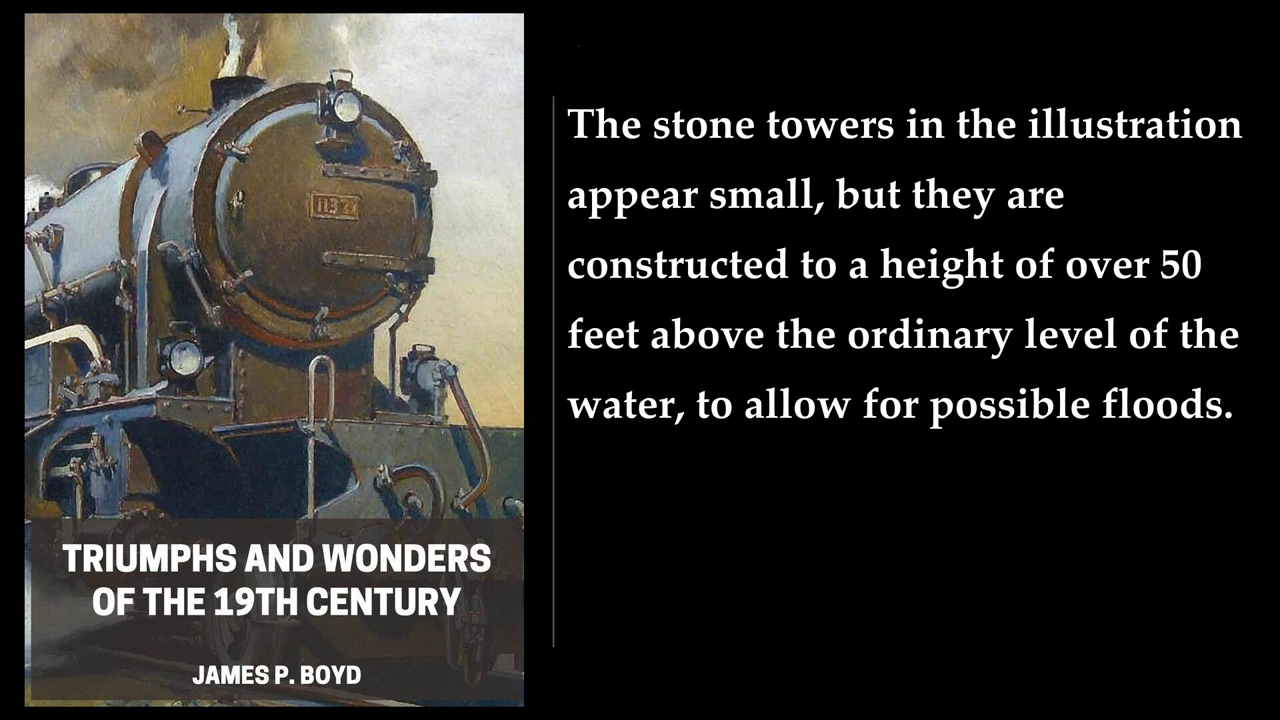 TRIUMPHS AND WONDERS
OF THE 19TH CENTURY
JAMES P. BOYD
The stone towers in the illustration
appear small, but they are
constructed to a height of over 50
feet above the ordinary level of the
water, to allow for possible floods.